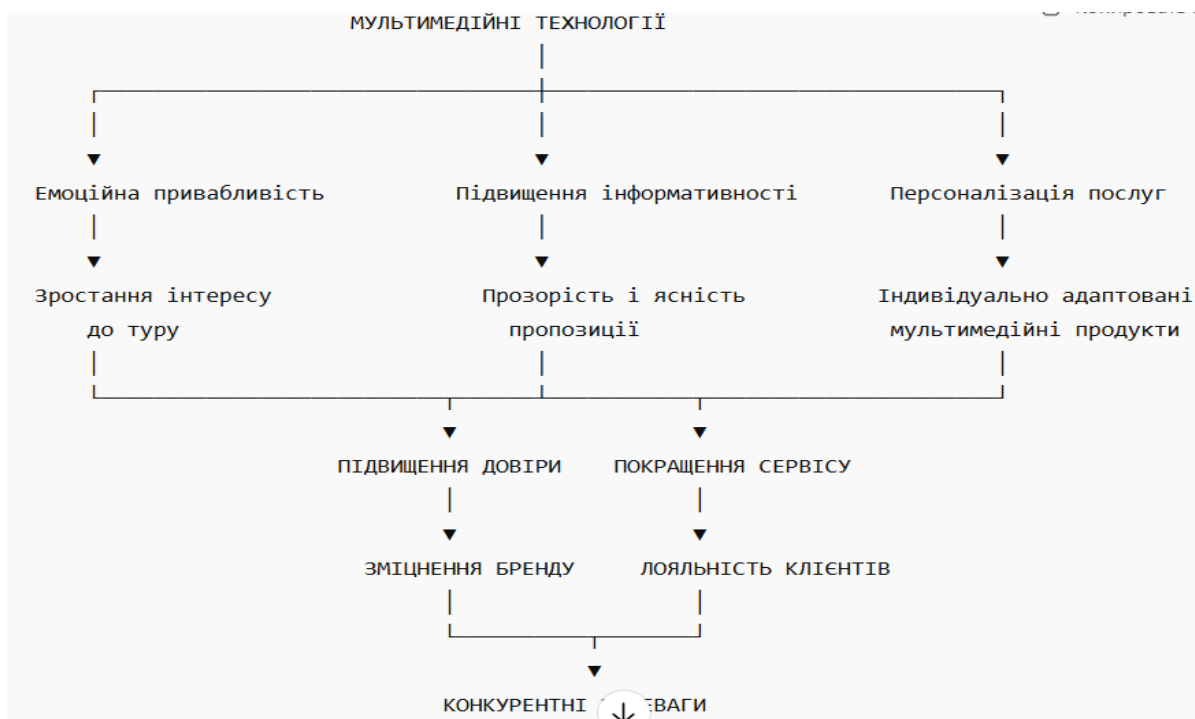 МУЛЬТИМЕДІЙНІ ТЕХНОЛОГІЇ
Емоційна привабливість Підвищення інформативності Персоналізація послуг
Зростання інтересу Прозорість і ясність Індивідуально адаптовані
до туру пропозиції мультимедійні продукти
ПІДВИЩЕННЯ ДОВІРИ ПОКРАЩЕННЯ СЕРВІСУ
ЗМІЦНЕННЯ БРЕНДУ ЛОЯЛЬНІСТЬ КЛІЄНТІВ
КОНКУРЕНТНІ